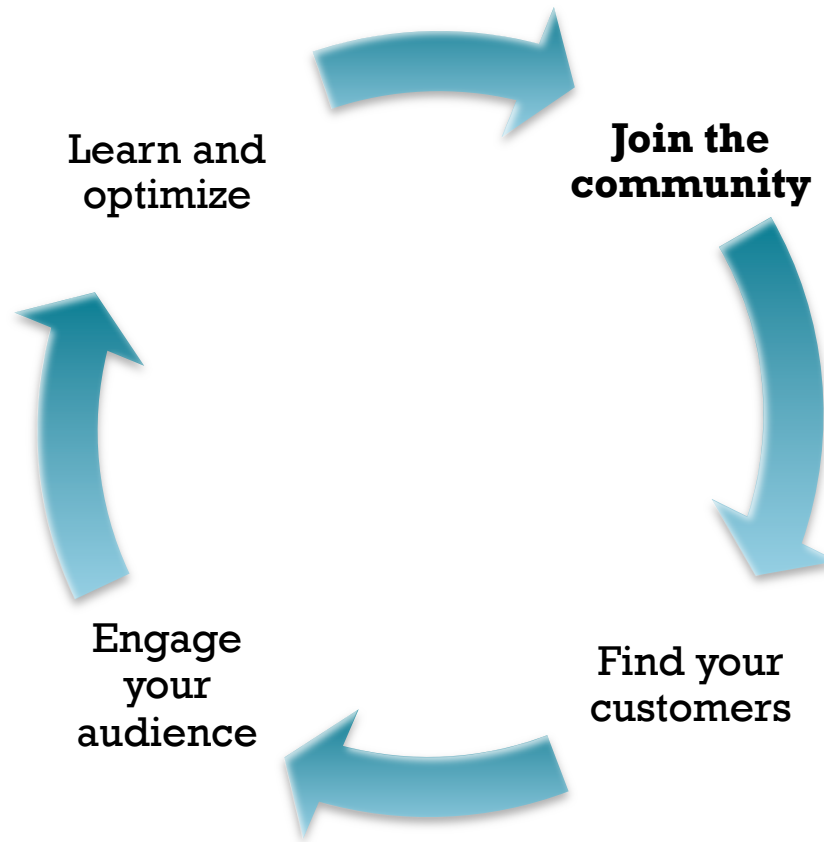 Learn and
optimize
Join the
community
Engage
your
audience
Find your
customers